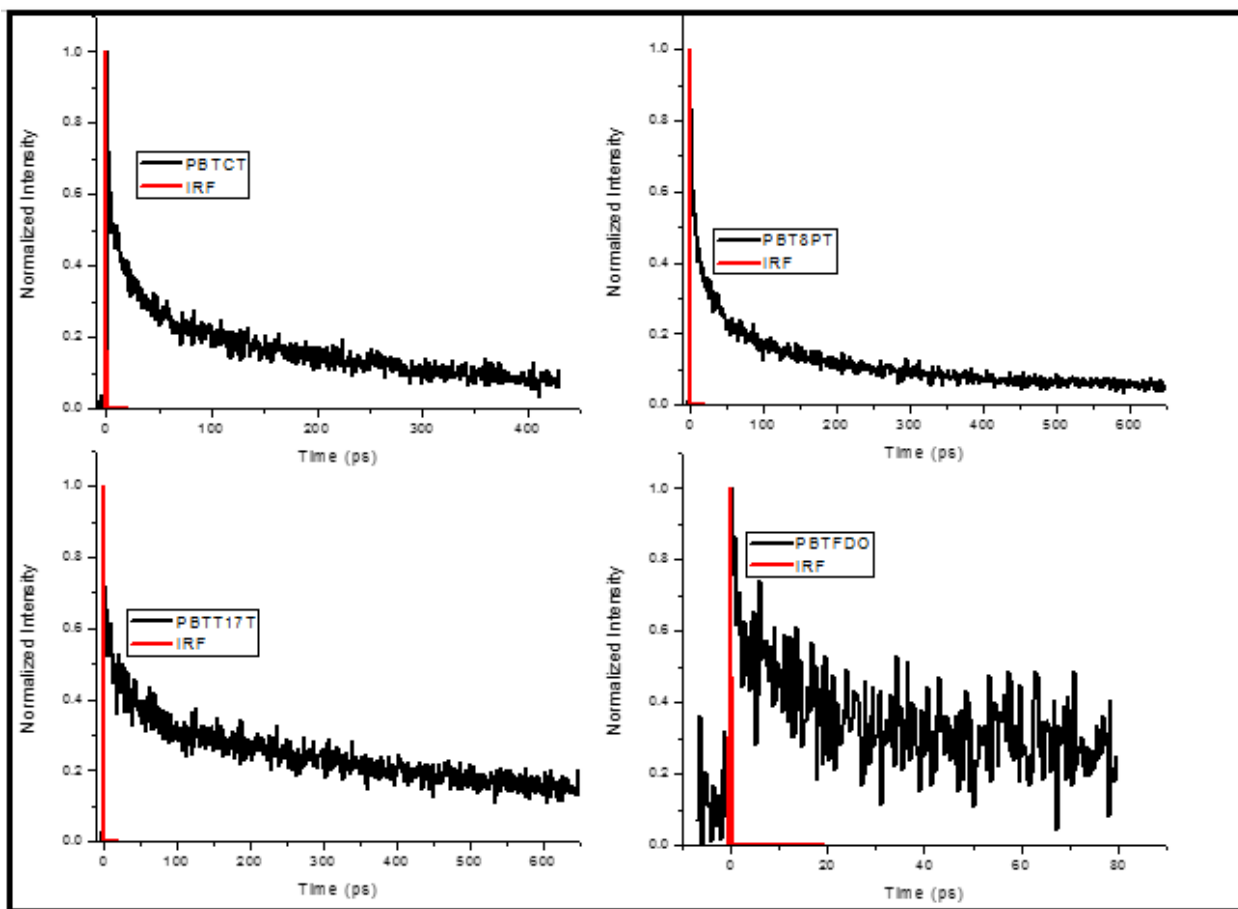 1.0
0.8
0.6
0.4
0.2
0.0
Normalized Intensity
PBTCT
IRF
0 100 200 300 400
Time (ps)
1.0
0.8
0.6
0.4
0.2
0.0
Normalized Intensity
PBT8PT
IRF
0 100 200 300 400 500 600
Time (ps)
1.0
0.8
0.6
0.4
0.2
0.0
Normalized Intensity
PBTT17T
IRF
0 100 200 300 400 500 600
Time (ps)
1.0
0.8
0.6
0.4
0.2
0.0
Normalized Intensity
PBTFDO
IRF
0 20 40 60 80
Time (ps)